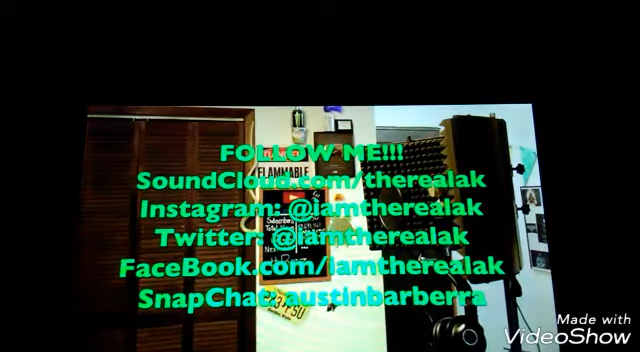 FOLLOW ME!!!
FLAMMABLE
SoundCloud.com/therealak
Instagram: @iamtherealak
Twitter: @Iamtherealak
FaceBook.com/Iamtherealak
SnapChat: austinbarberra
Made with
VideoShow